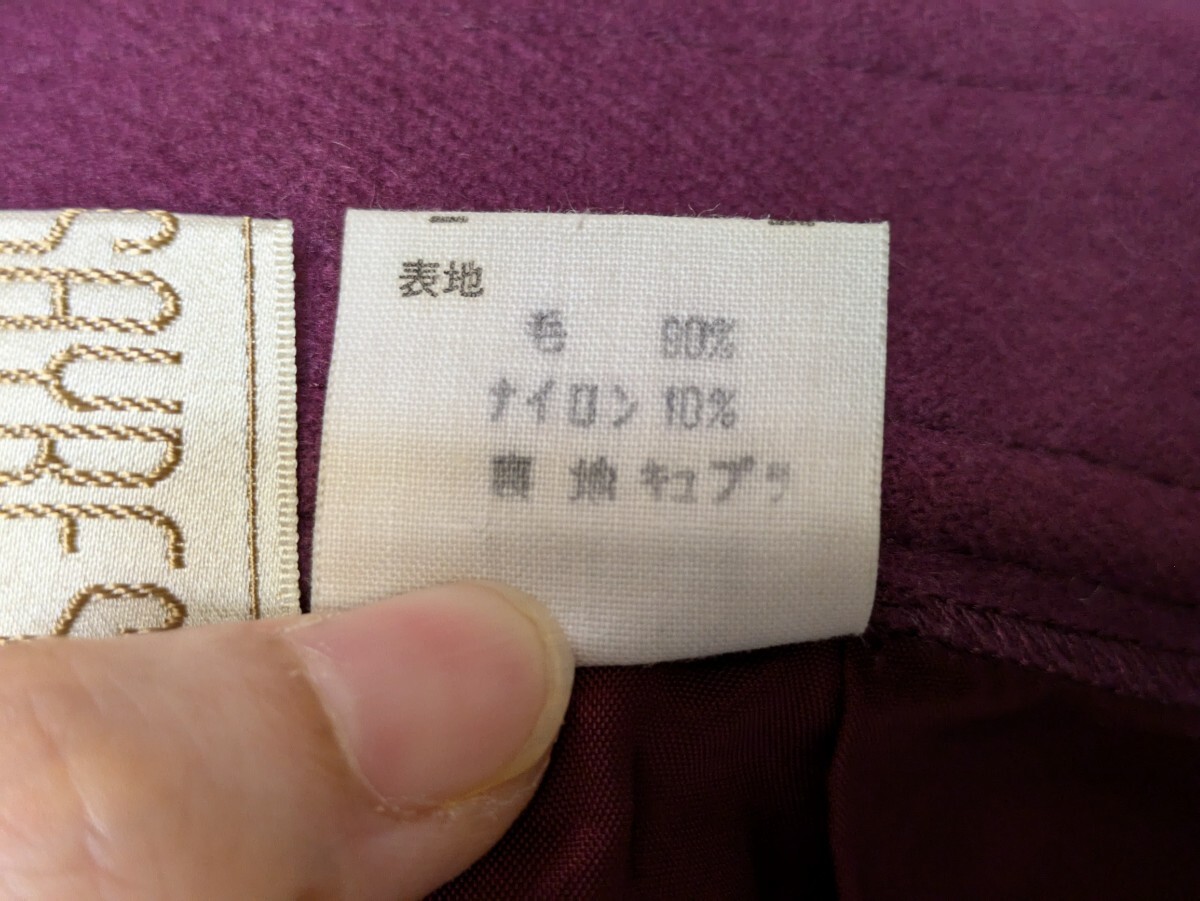 表地
毛 90%
ナイロン 10%
裏地 キュプラ